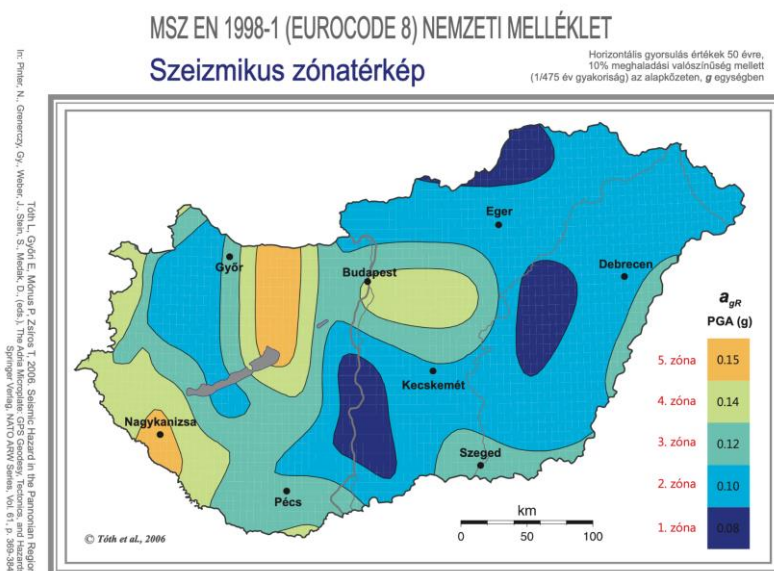 MSZ EN 1998-1 (EUROCODE 8) NEMZETI MELLÉKLET
Szeizmikus zónatérkép
Horizontális gyorsulás értékek 50 évre,
10% meghaladási valószínűség mellett
(1/475 év gyakoriság) az alapkőzeten, g egységben
Tóth L, Győri E, Mónus P, Zsíros T, 2006. Seismic Hazard in the Pannonian Region
In: Pinter, N., Grenerczy, Gy., Weber, J., Stein, S., Medak, D., (eds.), The Adria Microplate: GPS Geodesy, Tectonics, and Hazards
Springer Verlag, NATO ARW Series, Vol. 61, p. 369-384
Eger
Győr
Budapest
Debrecen
Kecskemét
Nagykanizsa
Szeged
Pécs
agR
PGA (g)
5. zóna 0.15
4. zóna 0.14
3. zóna 0.12
2. zóna 0.10
1. zóna 0.08
km
0 50 100
© Tóth et al., 2006